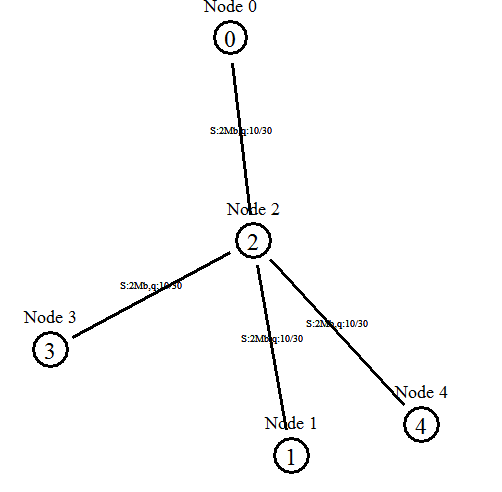 Node 0
0
S:2Mb,q:10/30
Node 2
2
S:2Mb,q:10/30
Node 3
3
S:2Mb,q:10/30
S:2Mb,q:10/30
Node 4
4
Node 1
1